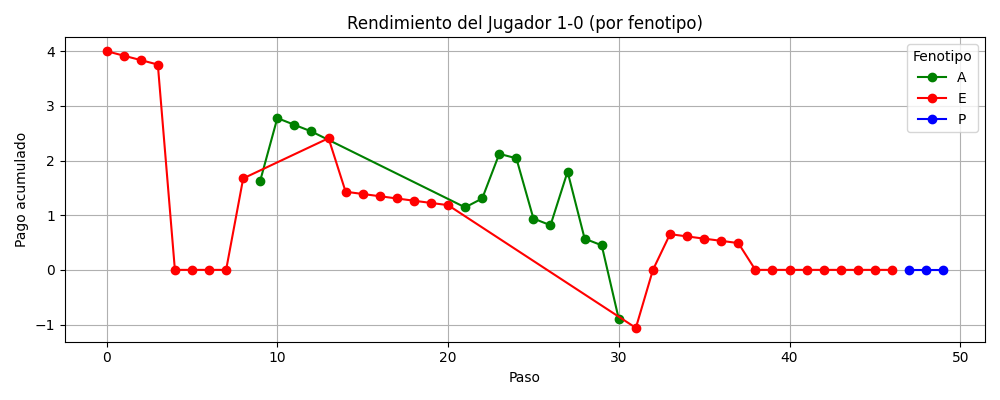 Rendimiento del Jugador 1-0 (por fenotipo)
Pago acumulado
4
3
2
1
0
−1
Fenotipo
A
E
P
0 10 20 30 40 50
Paso